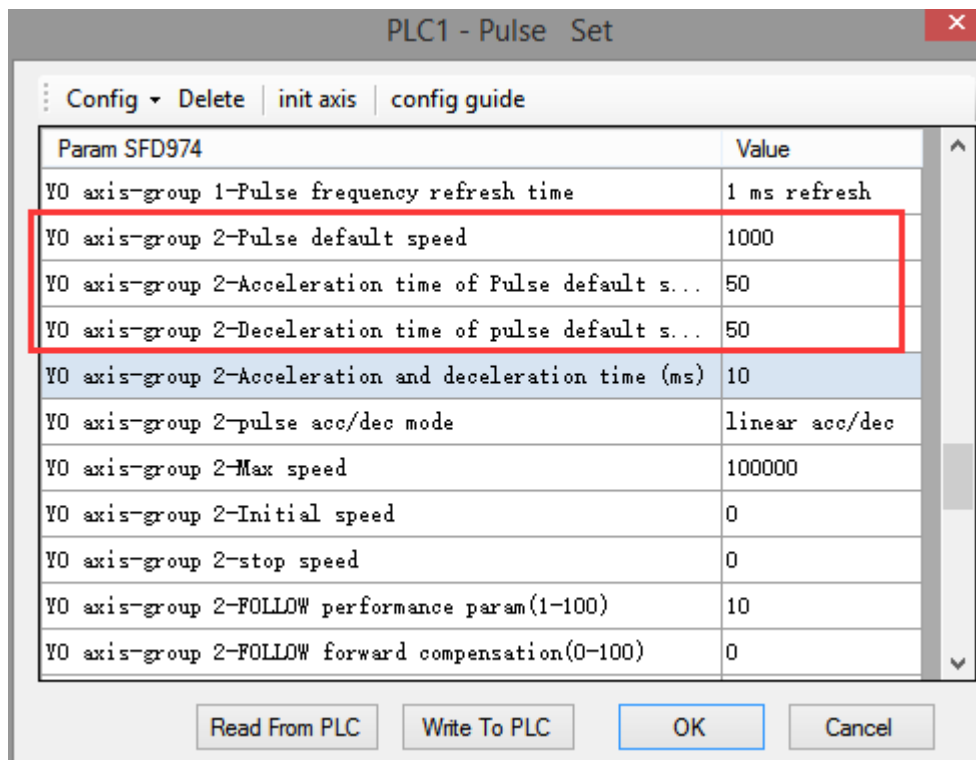 PLC1 - Pulse Set
Config Delete init axis config guide
Param SFD974 Value
Y0 axis-group 1-Pulse frequency refresh time 1 ms refresh
Y0 axis-group 2-Pulse default speed 1000
Y0 axis-group 2-Acceleration time of Pulse default s... 50
Y0 axis-group 2-Deceleration time of pulse default s... 50
Y0 axis-group 2-Acceleration and deceleration time (ms) 10
Y0 axis-group 2-pulse acc/dec mode linear acc/dec
Y0 axis-group 2-Max speed 100000
Y0 axis-group 2-Initial speed 0
Y0 axis-group 2-stop speed 0
Y0 axis-group 2-FOLLOW performance param(1-100) 10
Y0 axis-group 2-FOLLOW forward compensation(0-100) 0
Read From PLC Write To PLC OK Cancel